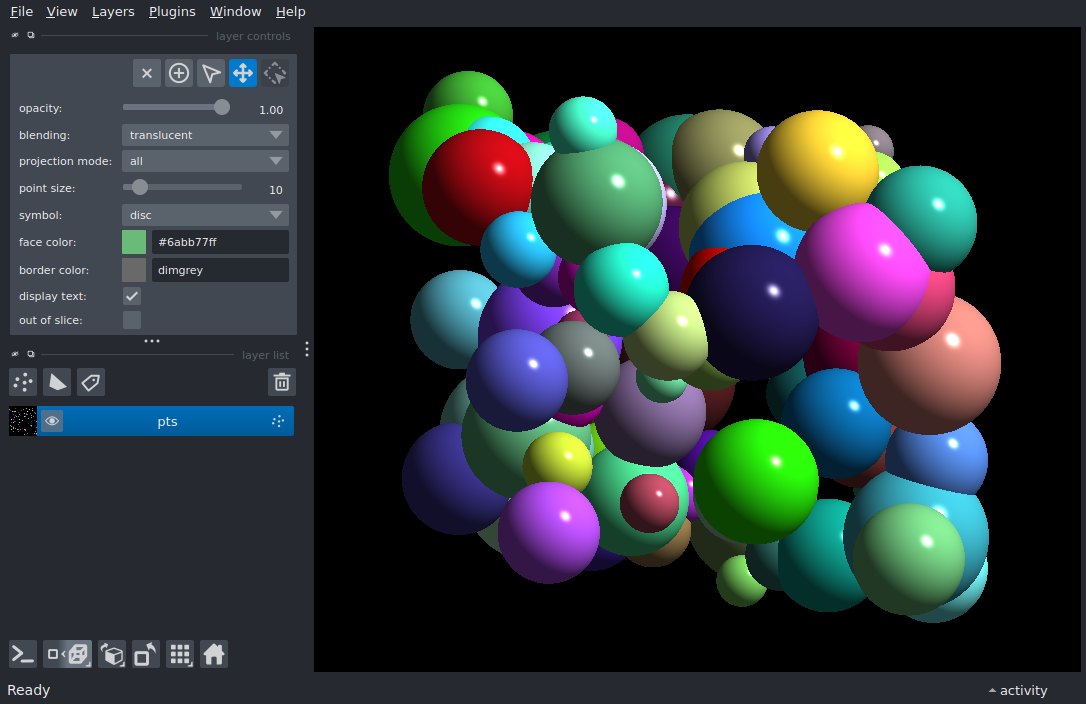 File View Layers Plugins Window Help
layer controls
opacity: 1.00
blending: translucent
projection mode: all
point size: 10
symbol: disc
face color: #6abb77ff
border color: dimgrey
display text:
out of slice:
layer list
pts
Ready
activity